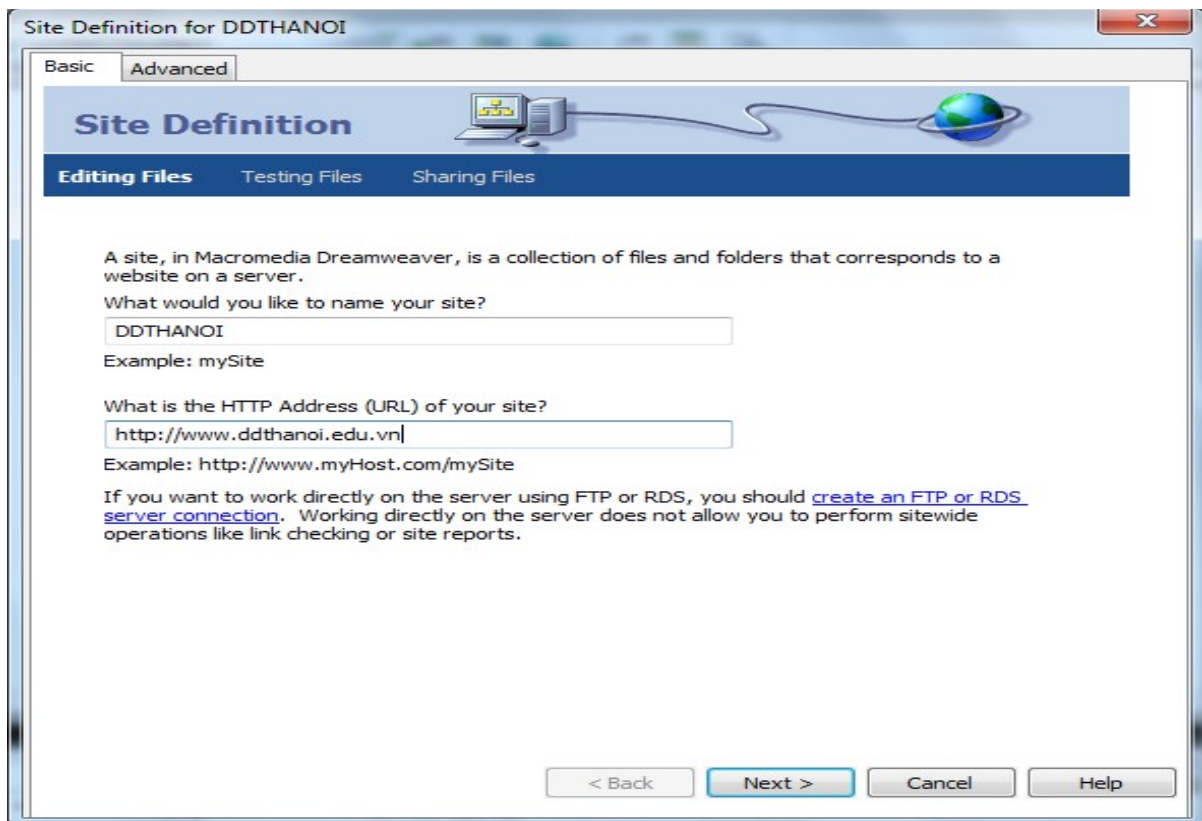 Site Definition for DDTHANOI
Basic
Advanced
Site Definition
Editing Files
Testing Files
Sharing Files
A site, in Macromedia Dreamweaver, is a collection of files and folders that corresponds to a
website on a server.
What would you like to name your site?
DDTHANOI
Example: mySite
What is the HTTP Address (URL) of your site?
http://www.ddthanoi.edu.vn
Example: http://www.myHost.com/mySite
If you want to work directly on the server using FTP or RDS, you should create an FTP or RDS
server connection. Working directly on the server does not allow you to perform sitewide
operations like link checking or site reports.
< Back
Next >
Cancel
Help